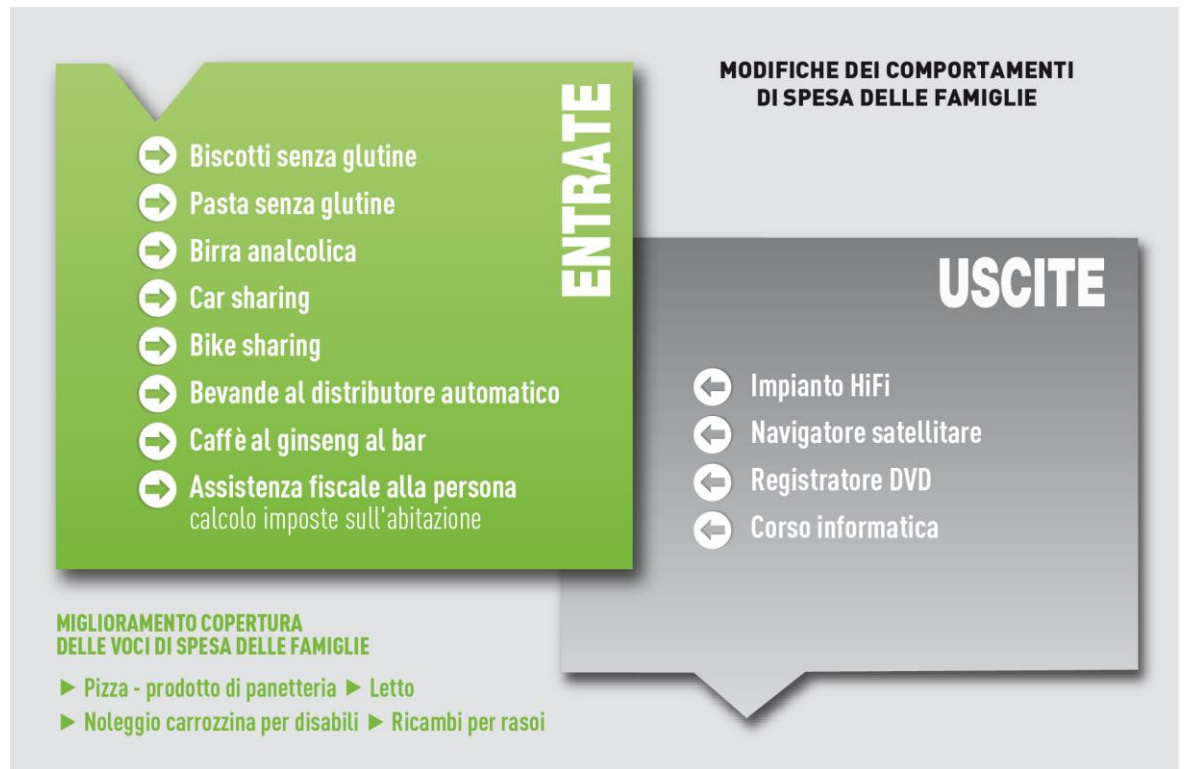 MODIFICHE DEI COMPORTAMENTI
DI SPESA DELLE FAMIGLIE
ENTRATE
Biscotti senza glutine
Pasta senza glutine
Birra analcolica
Car sharing
Bike sharing
Bevande al distributore automatico
Caffè al ginseng al bar
Assistenza fiscale alla persona
calcolo imposte sull'abitazione
USCITE
Impianto HiFi
Navigatore satellitare
Registratore DVD
Corso informatica
MIGLIORAMENTO COPERTURA
DELLE VOCI DI SPESA DELLE FAMIGLIE
Pizza - prodotto di panetteria ▶ Letto
Noleggio carrozzina per disabili ▶ Ricambi per rasoi